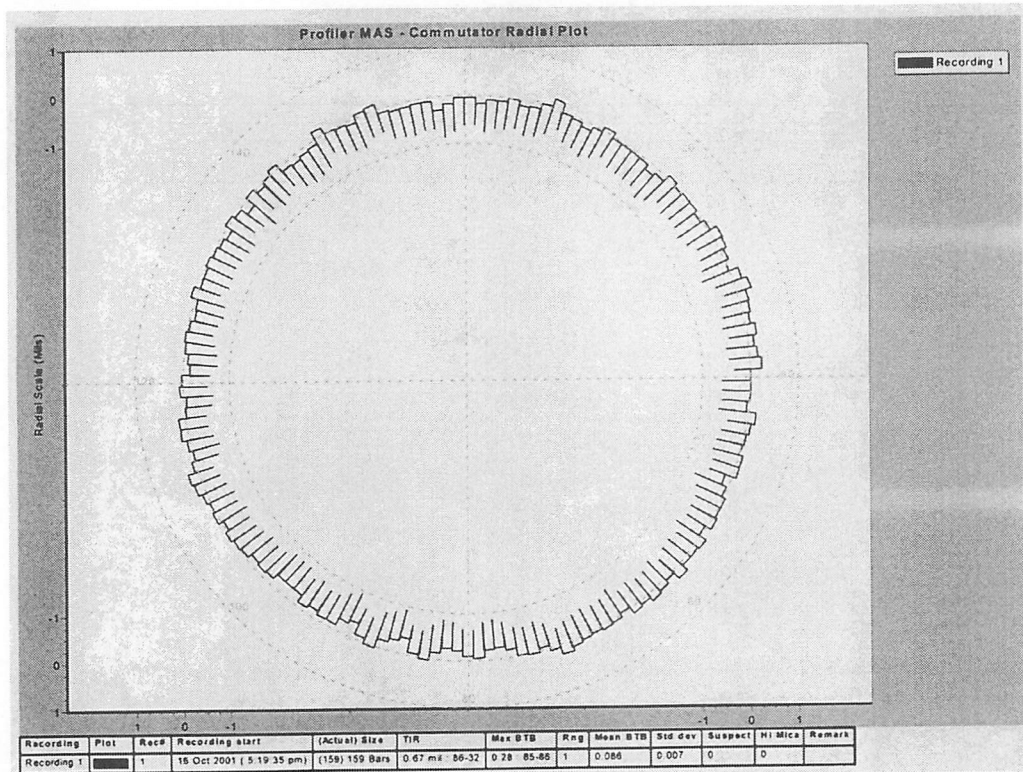 Profiler MAS - Commutator Radial Plot
Recording 1
1
0
-1
Radial Scale (Mils)
-1
0
1
1 0 -1 -1 0 1
Recording Plot Rec# Recording start (Actual) Size TIR Max BTB Rng Mean BTB Std dev Suspect Hi Mica Remark
Recording 1 1 15 Oct 2001 ( 5:19:35 pm) (159) 159 Bars 0.67 mil : 86-32 0.28 : 85-86 1 0.086 0.007 0 0